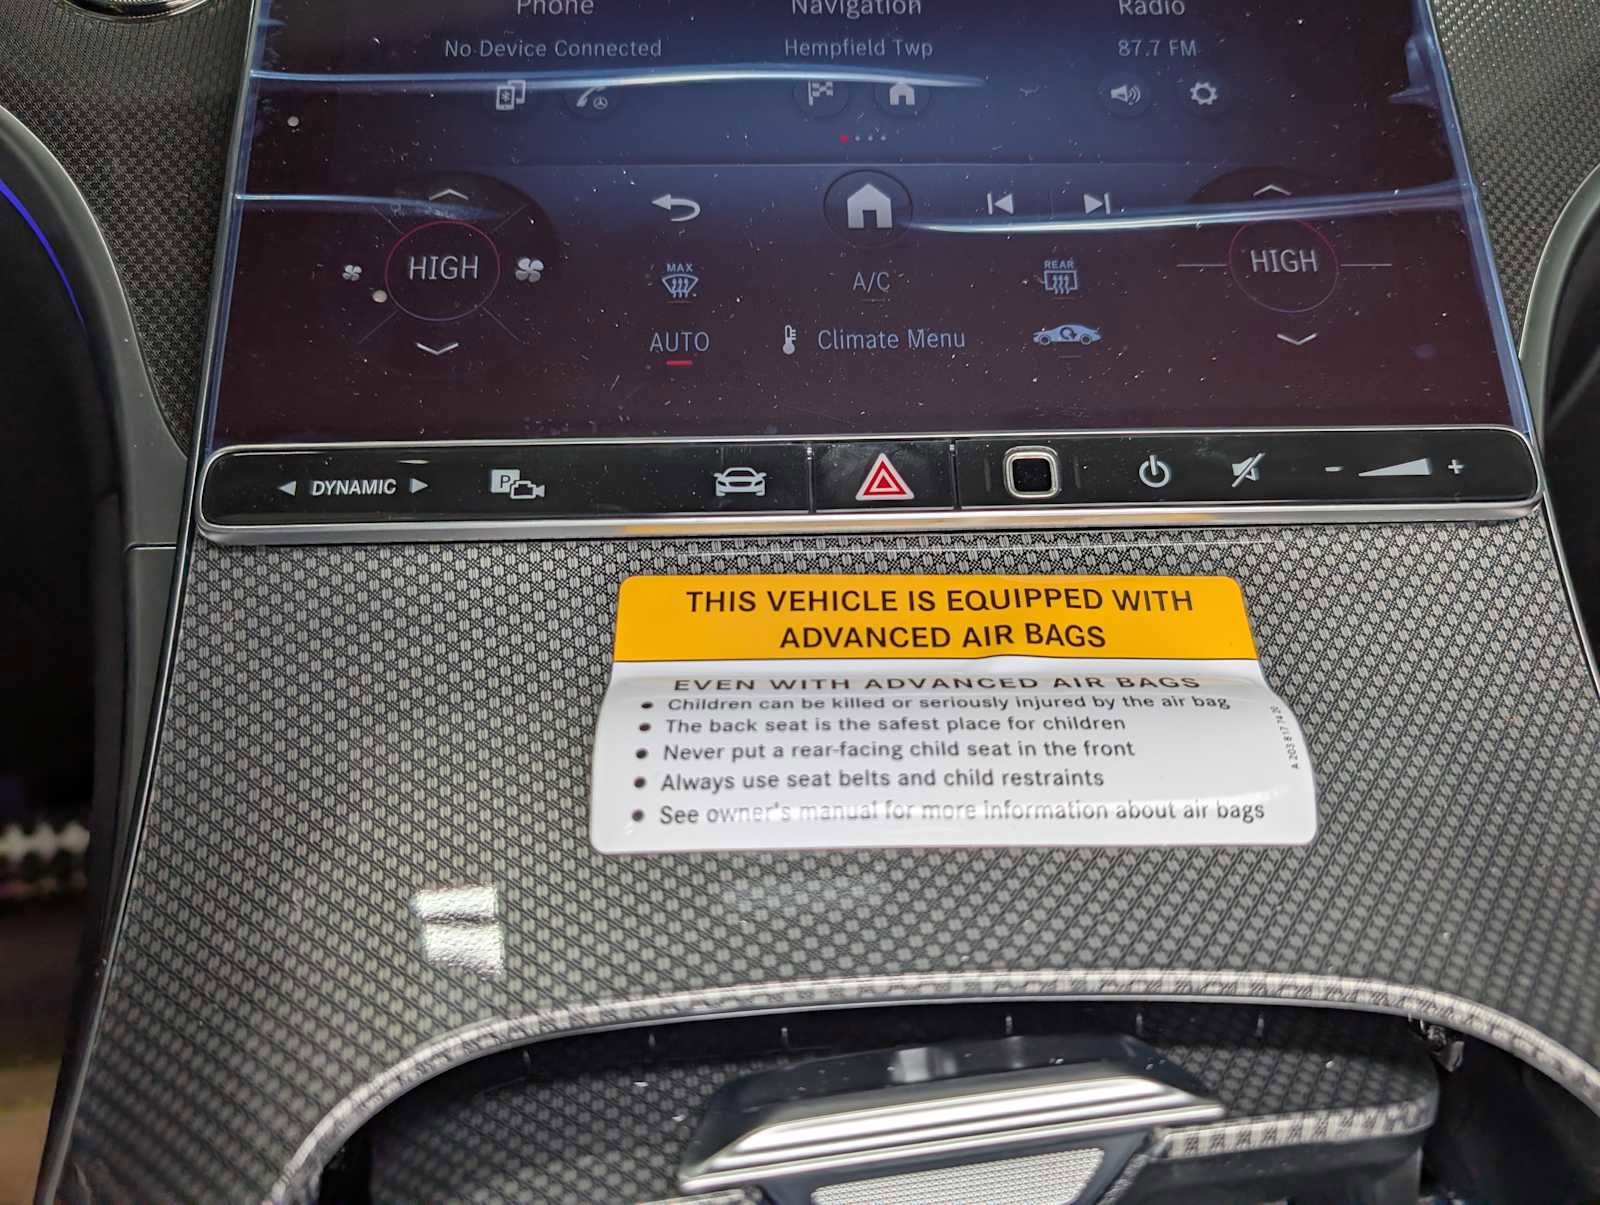 Phone Navigation Radio
No Device Connected Hempfield Twp 87.7 FM
HIGH HIGH
MAX A/C REAR
AUTO Climate Menu
◀ DYNAMIC ▶ P - +
THIS VEHICLE IS EQUIPPED WITH
ADVANCED AIR BAGS
EVEN WITH ADVANCED AIR BAGS
• Children can be killed or seriously injured by the air bag
• The back seat is the safest place for children
• Never put a rear-facing child seat in the front
• Always use seat belts and child restraints
• See owner's manual for more information about air bags